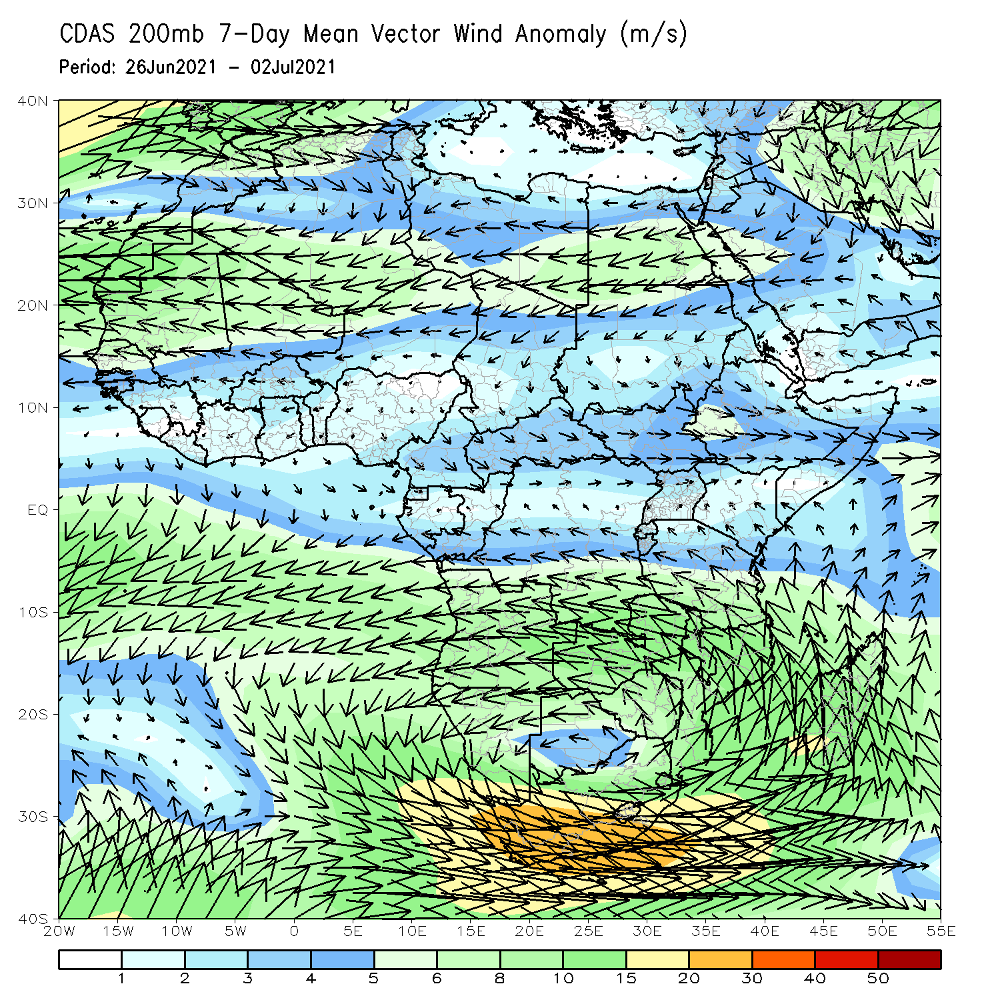 CDAS 200mb 7-Day Mean Vector Wind Anomaly (m/s)
Period: 26Jun2021 - 02Jul2021
40N
30N
20N
10N
EQ
10S
20S
30S
40S
20W 15W 10W 5W 0 5E 10E 15E 20E 25E 30E 35E 40E 45E 50E 55E
1 2 3 4 5 6 8 10 15 20 30 40 50